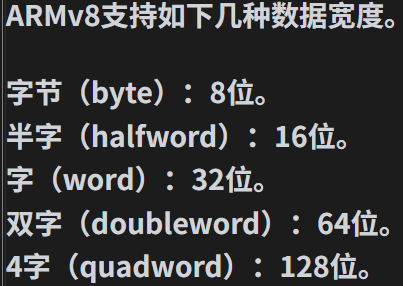 ARMv8支持如下几种数据宽度。
字节（byte）：8位。
半字（halfword）：16位。
字（word）：32位。
双字（doubleword）：64位。
4字（quadword）：128位。